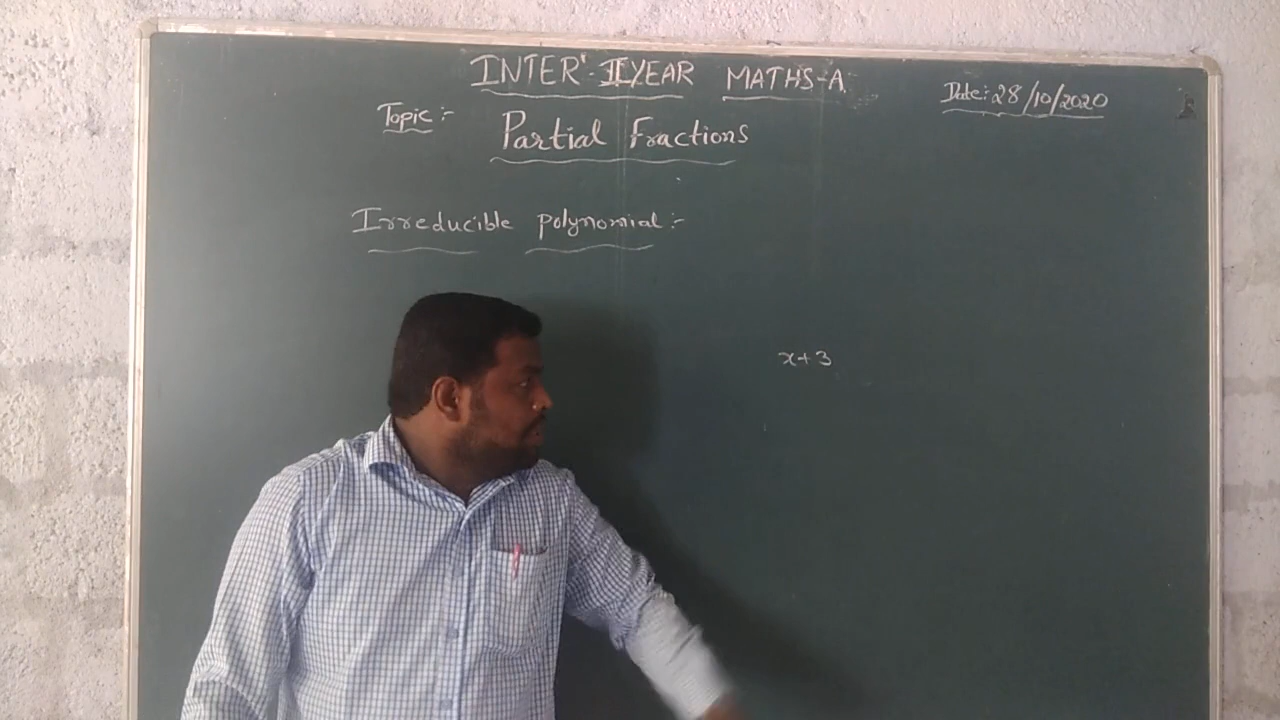 INTER'-II YEAR MATHS-A
Date:28/10/2020
Topic:-
Partial Fractions
Irreducible polynomial:-
x+3